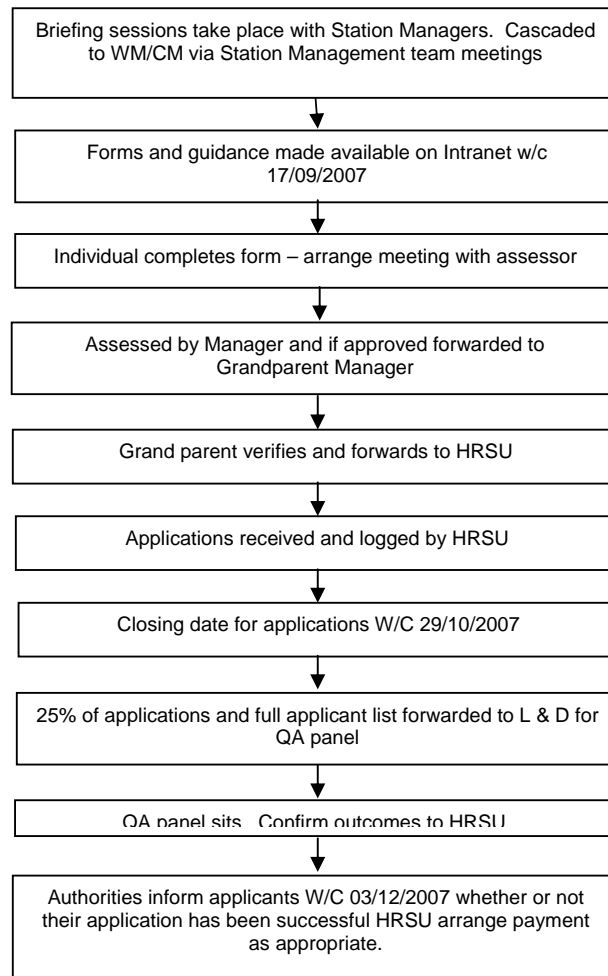 Briefing sessions take place with Station Managers.  Cascaded
to WM/CM via Station Management team meetings
Forms and guidance made available on Intranet w/c
17/09/2007
Individual completes form – arrange meeting with assessor
Assessed by Manager and if approved forwarded to
Grandparent Manager
Grand parent verifies and forwards to HRSU
Applications received and logged by HRSU
Closing date for applications W/C 29/10/2007
25% of applications and full applicant list forwarded to L & D for
QA panel
QA panel sits.  Confirm outcomes to HRSU
Authorities inform applicants W/C 03/12/2007 whether or not
their application has been successful HRSU arrange payment
as appropriate.